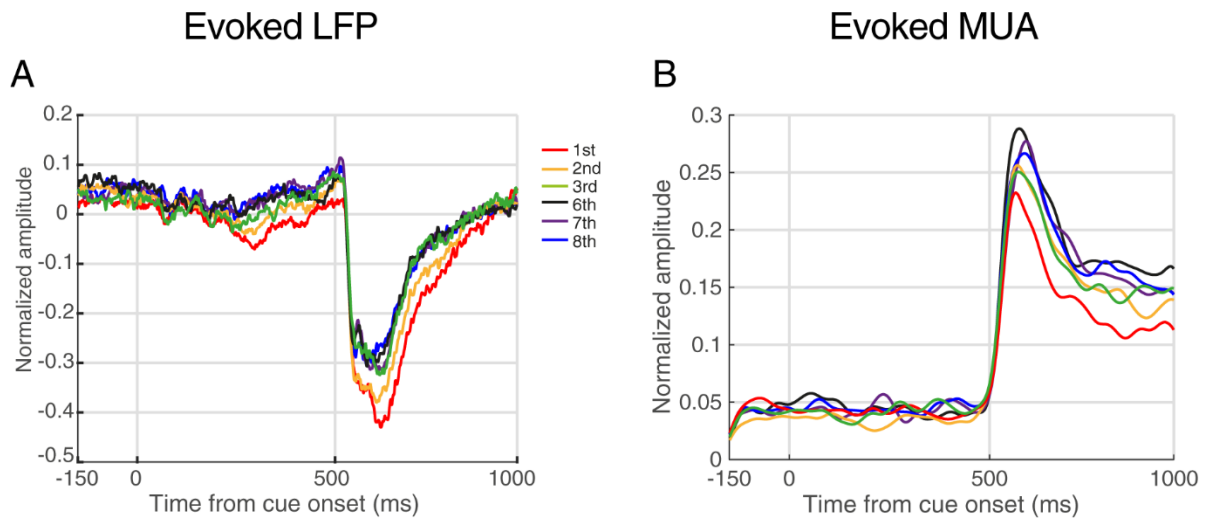 Evoked LFP
A
Normalized amplitude
0.2
0.1
0
-0.1
-0.2
-0.3
-0.4
-0.5
-150
0
500
1000
Time from cue onset (ms)
1st
2nd
3rd
6th
7th
8th
Evoked MUA
B
Normalized amplitude
0.3
0.25
0.2
0.15
0.1
0.05
0
-150
0
500
1000
Time from cue onset (ms)